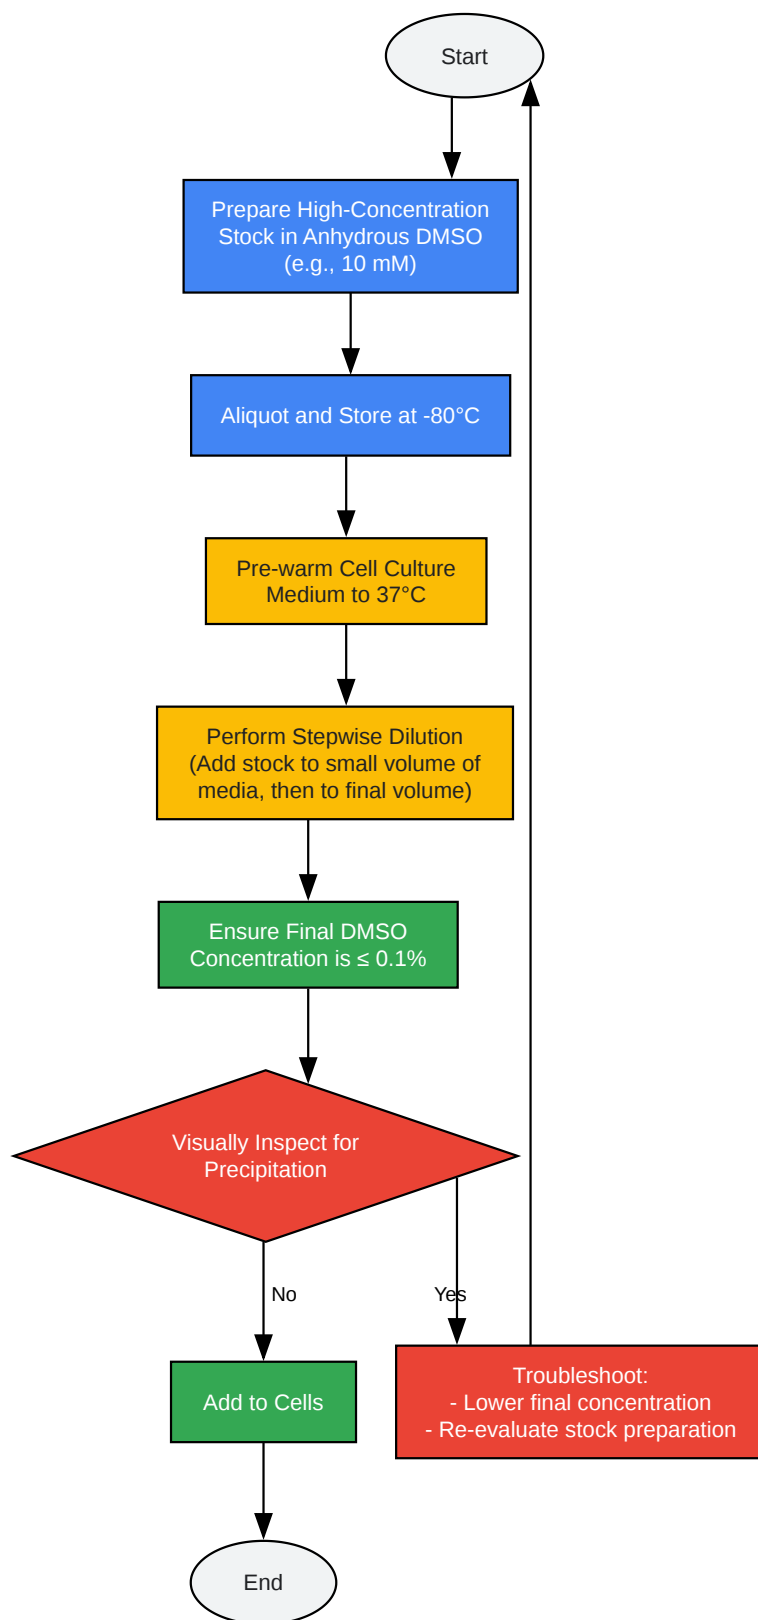 Start
Prepare High-Concentration
Stock in Anhydrous DMSO
(e.g., 10 mM)
Aliquot and Store at -80°C
Pre-warm Cell Culture
Medium to 37°C
Perform Stepwise Dilution
(Add stock to small volume of
media, then to final volume)
Ensure Final DMSO
Concentration is ≤ 0.1%
Visually Inspect for
Precipitation
No
Yes
Add to Cells
Troubleshoot:
- Lower final concentration
- Re-evaluate stock preparation
End